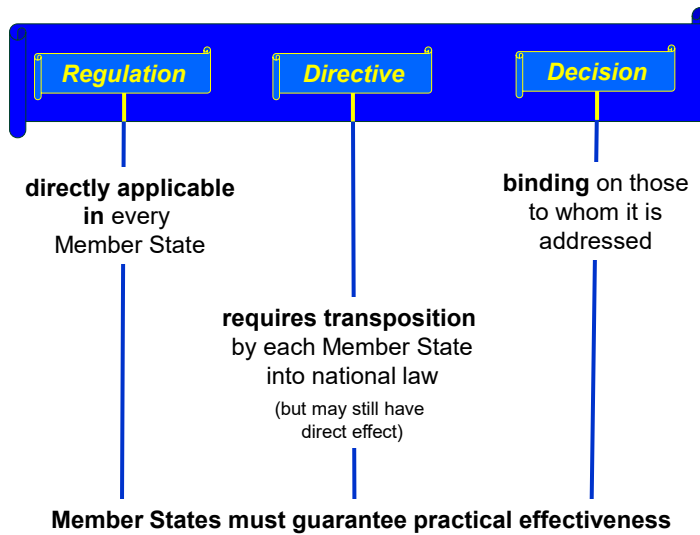 Regulation
Directive
Decision
directly applicable
in every
Member State
binding on those
to whom it is
addressed
requires transposition
by each Member State
into national law
(but may still have
direct effect)
Member States must guarantee practical effectiveness